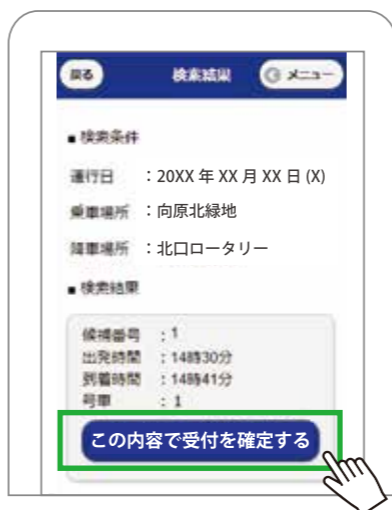 戻る 検索結果 メニュー
■ 検索条件
運行日 ：20XX 年 XX 月 XX 日 (X)
乗車場所 ：向原北緑地
降車場所 ：北口ロータリー
■ 検索結果
候補番号 ：1
出発時間 ：14時30分
到着時間 ：14時41分
号車 ：1
この内容で受付を確定する